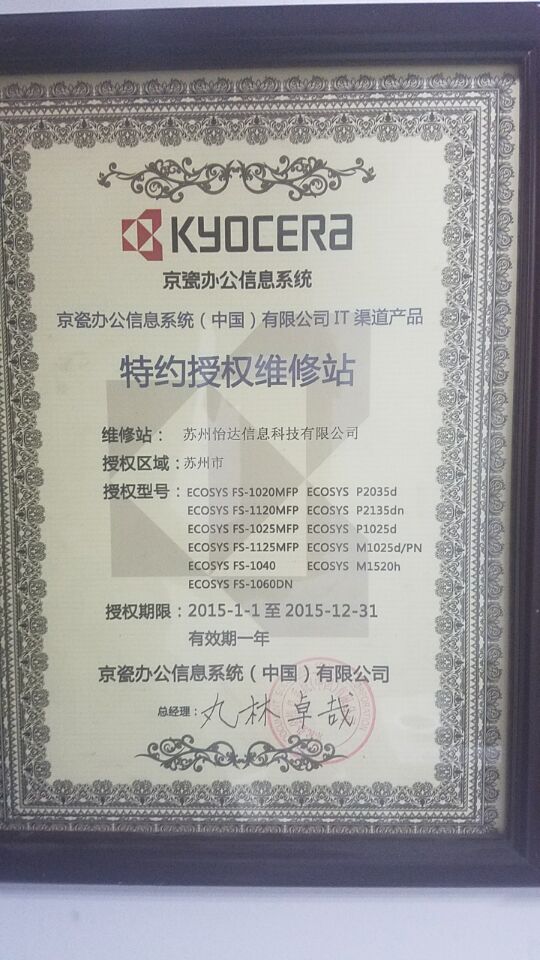 KYOCERA
京瓷办公信息系统
京瓷办公信息系统（中国）有限公司 IT 渠道产品
特约授权维修站
维修站： 苏州怡达信息科技有限公司
授权区域：苏州市
授权型号：ECOSYS FS-1020MFP ECOSYS P2035d
ECOSYS FS-1120MFP ECOSYS P2135dn
ECOSYS FS-1025MFP ECOSYS P1025d
ECOSYS FS-1125MFP ECOSYS M1025d/PN
ECOSYS FS-1040 ECOSYS M1520h
ECOSYS FS-1060DN
授权期限：2015-1-1 至 2015-12-31
有效期一年
京瓷办公信息系统（中国）有限公司
总经理：丸林卓哉